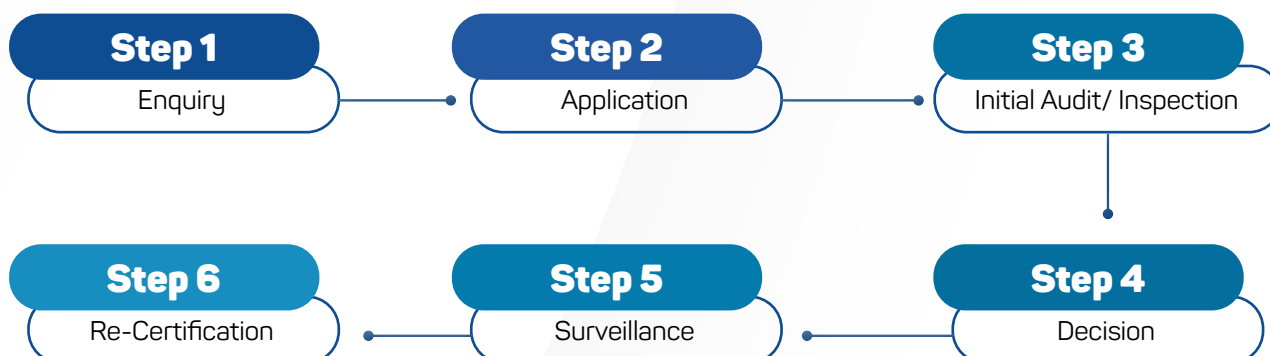 Step 1
Enquiry
Step 2
Application
Step 3
Initial Audit/ Inspection
Step 4
Decision
Step 5
Surveillance
Step 6
Re-Certification